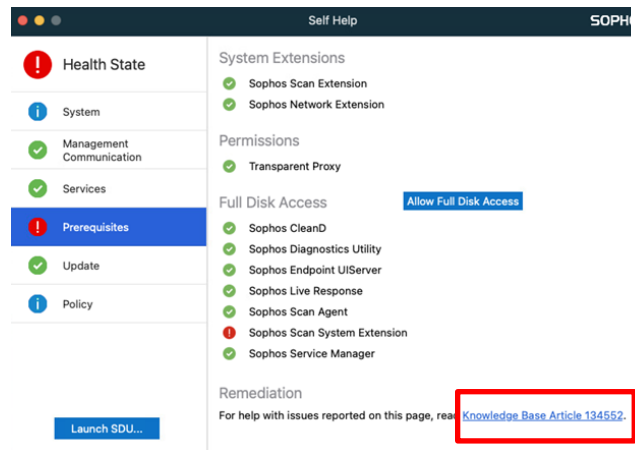 Self Help
SOPH
Health State
System
Management
Communication
Services
Prerequisites
Update
Policy
Launch SDU...
System Extensions
Sophos Scan Extension
Sophos Network Extension
Permissions
Transparent Proxy
Full Disk Access
Allow Full Disk Access
Sophos CleanD
Sophos Diagnostics Utility
Sophos Endpoint UIServer
Sophos Live Response
Sophos Scan Agent
Sophos Scan System Extension
Sophos Service Manager
Remediation
For help with issues reported on this page, read Knowledge Base Article 134552.